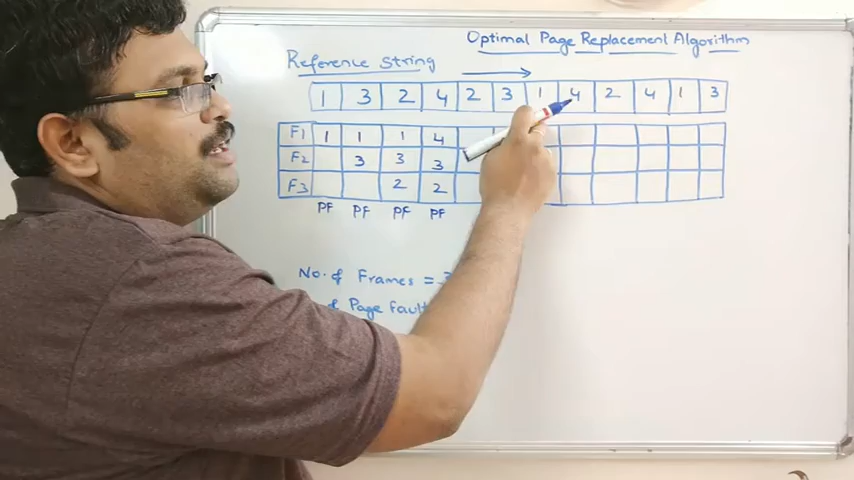 Optimal Page Replacement Algorithm
Reference String
1 3 2 4 2 3 1 4 2 4 1 3
F1 1 1 1 4
F2 3 3 3
F3 2 2
PF PF PF PF
No. of Frames =
Page